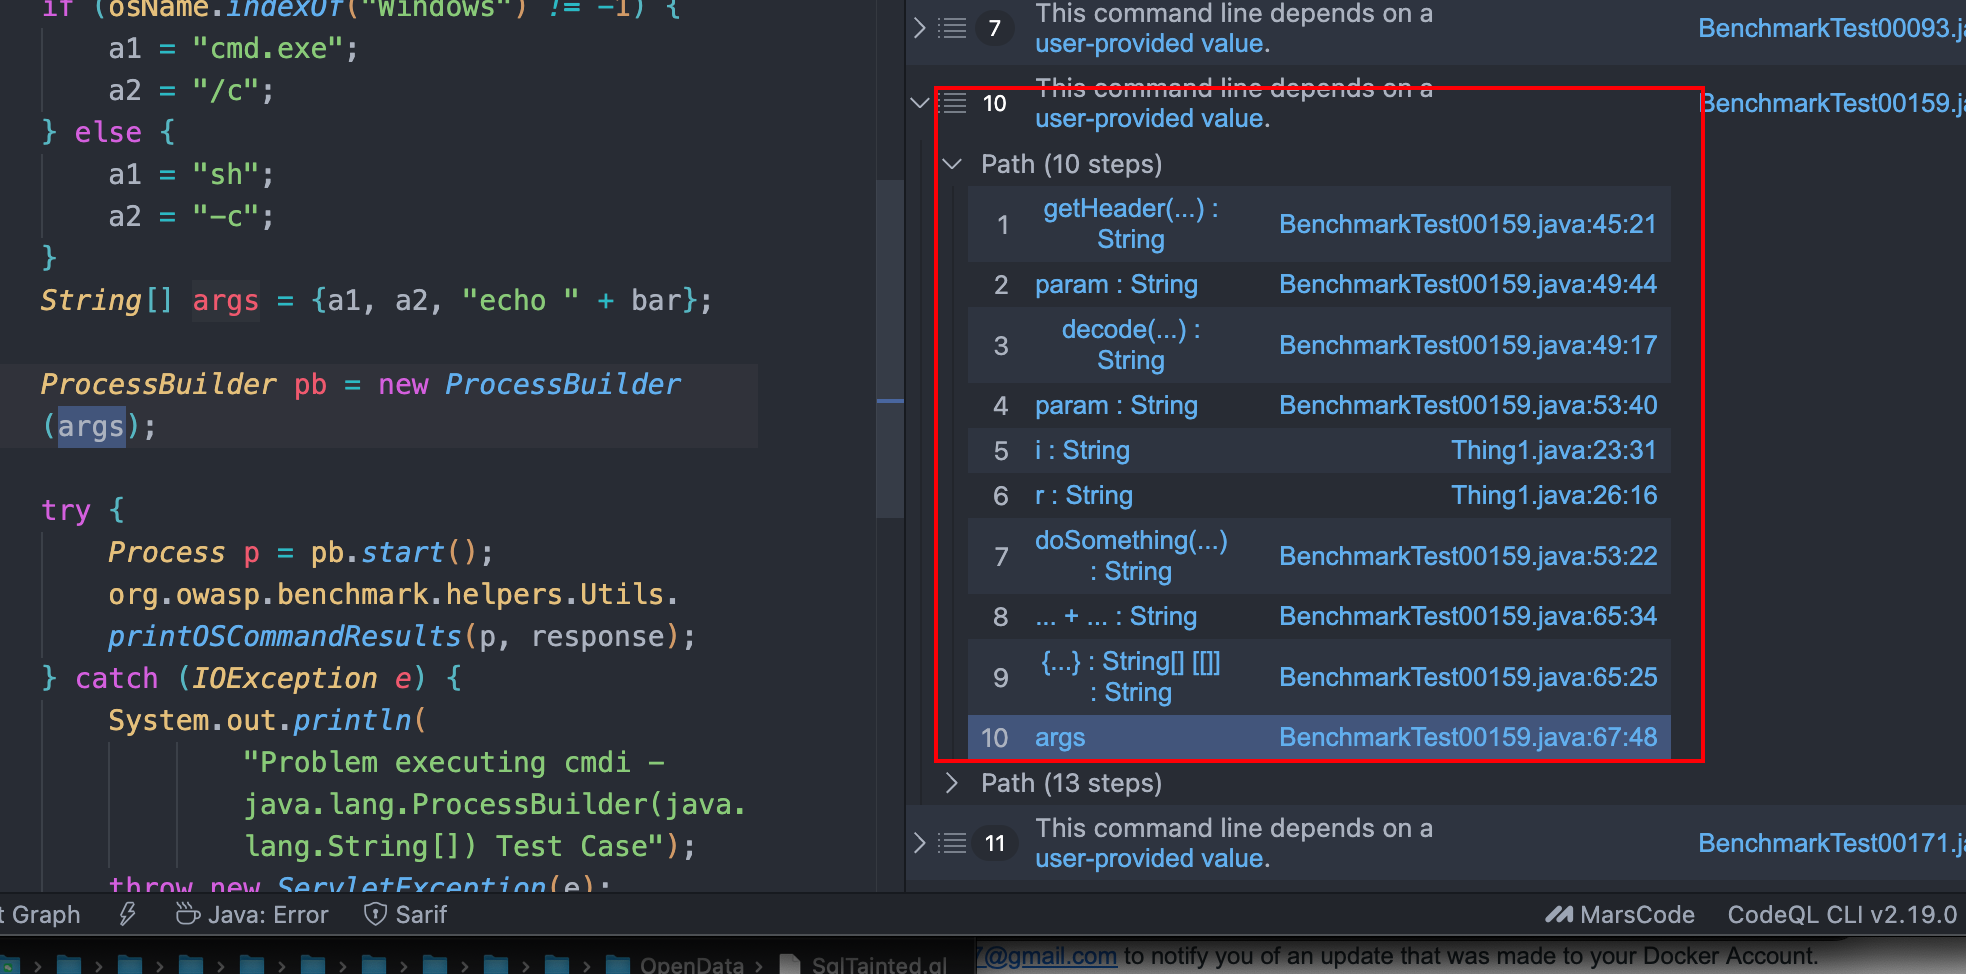 if (osName.indexOf("Windows") != -1) {
a1 = "cmd.exe";
a2 = "/c";
} else {
a1 = "sh";
a2 = "-c";
}
String[] args = {a1, a2, "echo " + bar};
ProcessBuilder pb = new ProcessBuilder
(args);
try {
Process p = pb.start();
org.owasp.benchmark.helpers.Utils.
printOSCommandResults(p, response);
} catch (IOException e) {
System.out.println(
"Problem executing cmdi -
java.lang.ProcessBuilder(java.
lang.String[]) Test Case");
throw new ServletException(e);
7 This command line depends on a
user-provided value. BenchmarkTest00093.ja
10 This command line depends on a
user-provided value. BenchmarkTest00159.ja
Path (10 steps)
1 getHeader(...) :
String BenchmarkTest00159.java:45:21
2 param : String BenchmarkTest00159.java:49:44
3 decode(...) :
String BenchmarkTest00159.java:49:17
4 param : String BenchmarkTest00159.java:53:40
5 i : String Thing1.java:23:31
6 r : String Thing1.java:26:16
7 doSomething(...)
: String BenchmarkTest00159.java:53:22
8 ... + ... : String BenchmarkTest00159.java:65:34
9 {...} : String[] [[]]
: String BenchmarkTest00159.java:65:25
10 args BenchmarkTest00159.java:67:48
Path (13 steps)
11 This command line depends on a
user-provided value. BenchmarkTest00171.ja
t Graph Java: Error Sarif MarsCode CodeQL CLI v2.19.0
OpenData SqlTainted.ql
7@gmail.com to notify you of an update that was made to your Docker Account.